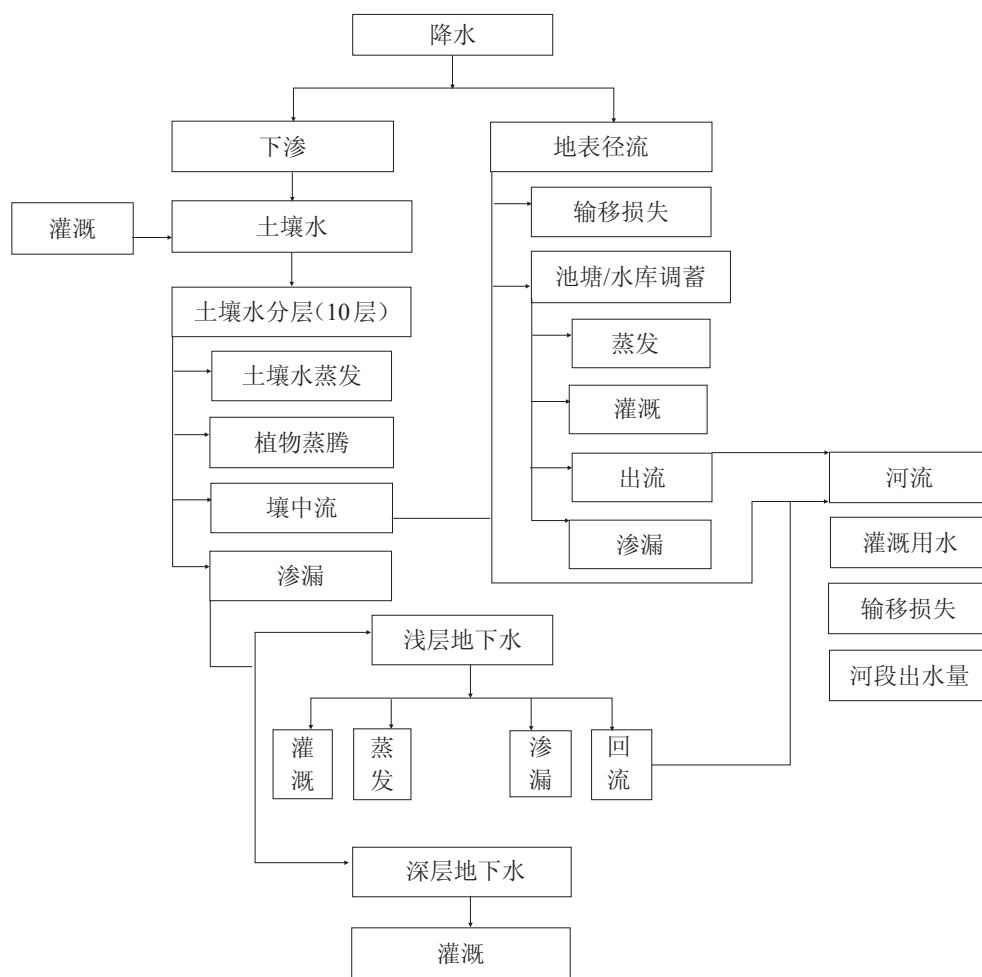 降水
下渗
地表径流
灌溉
土壤水
输移损失
池塘/水库调蓄
土壤水分层（10层）
蒸发
土壤水蒸发
灌溉
植物蒸腾
出流
河流
壤中流
渗漏
灌溉用水
渗漏
输移损失
浅层地下水
河段出水量
灌溉
蒸发
渗漏
回流
深层地下水
灌溉